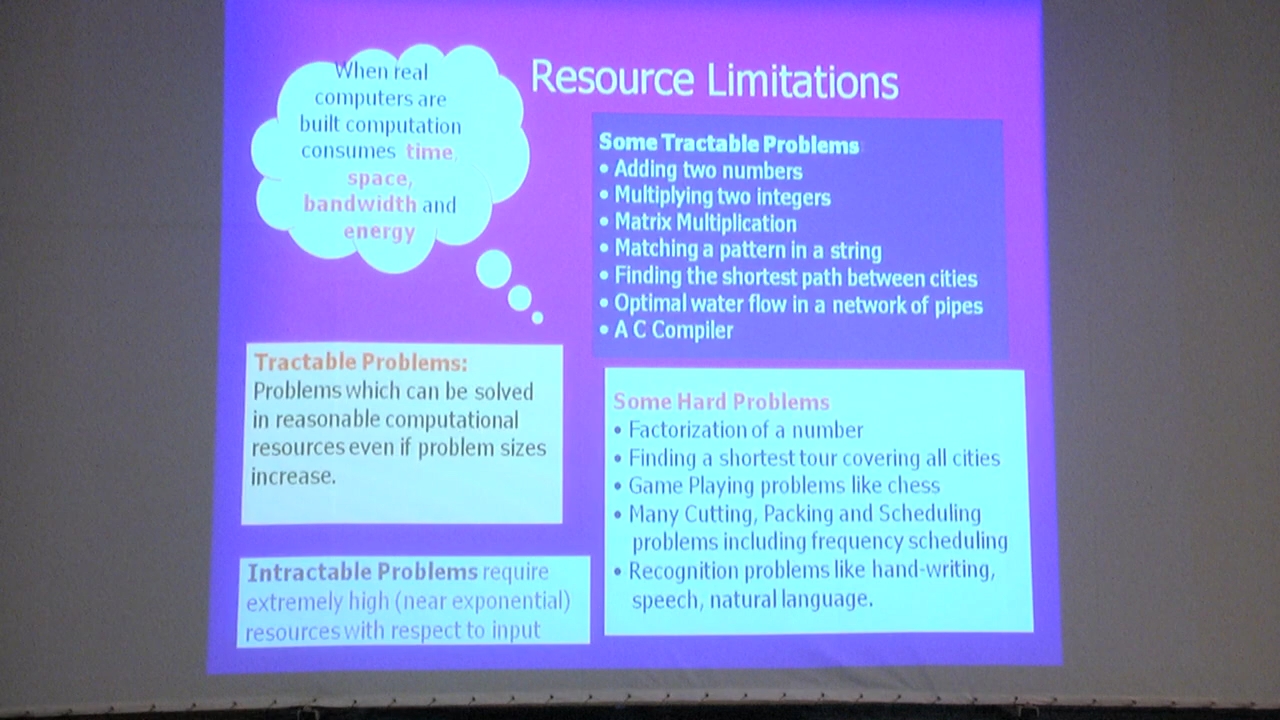 Resource Limitations
When real
computers are
built computation
consumes time,
space,
bandwidth and
energy
Some Tractable Problems
• Adding two numbers
• Multiplying two integers
• Matrix Multiplication
• Matching a pattern in a string
• Finding the shortest path between cities
• Optimal water flow in a network of pipes
• A C Compiler
Tractable Problems:
Problems which can be solved
in reasonable computational
resources even if problem sizes
increase.
Some Hard Problems
• Factorization of a number
• Finding a shortest tour covering all cities
• Game Playing problems like chess
• Many Cutting, Packing and Scheduling
problems including frequency scheduling
• Recognition problems like hand-writing,
speech, natural language.
Intractable Problems require
extremely high (near exponential)
resources with respect to input